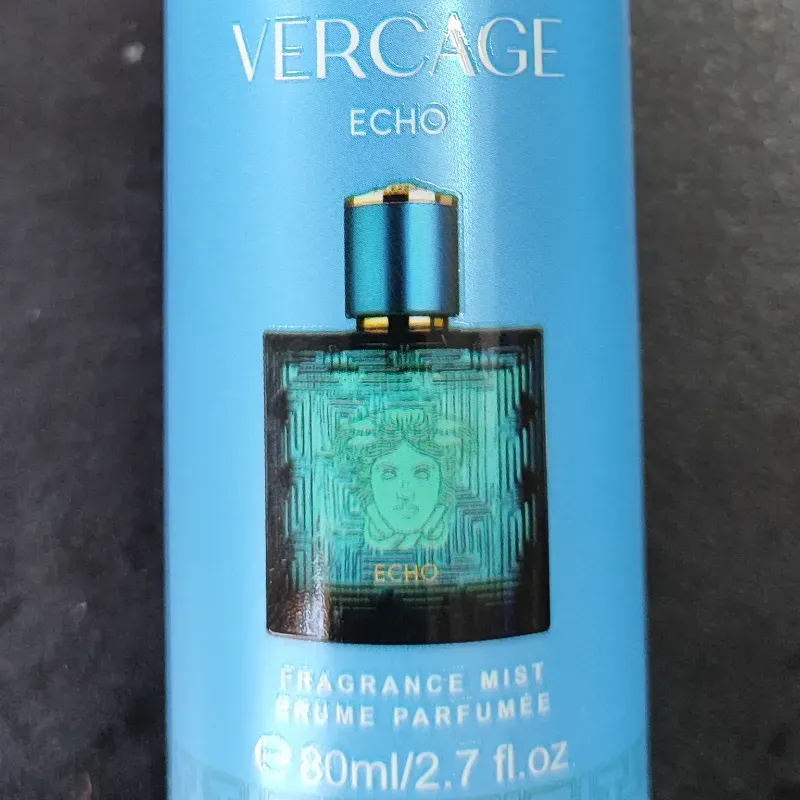 VERCAGE
ECHO
ECHO
FRAGRANCE MIST
BRUME PARFUMÉE
80ml/2.7 fl.oz